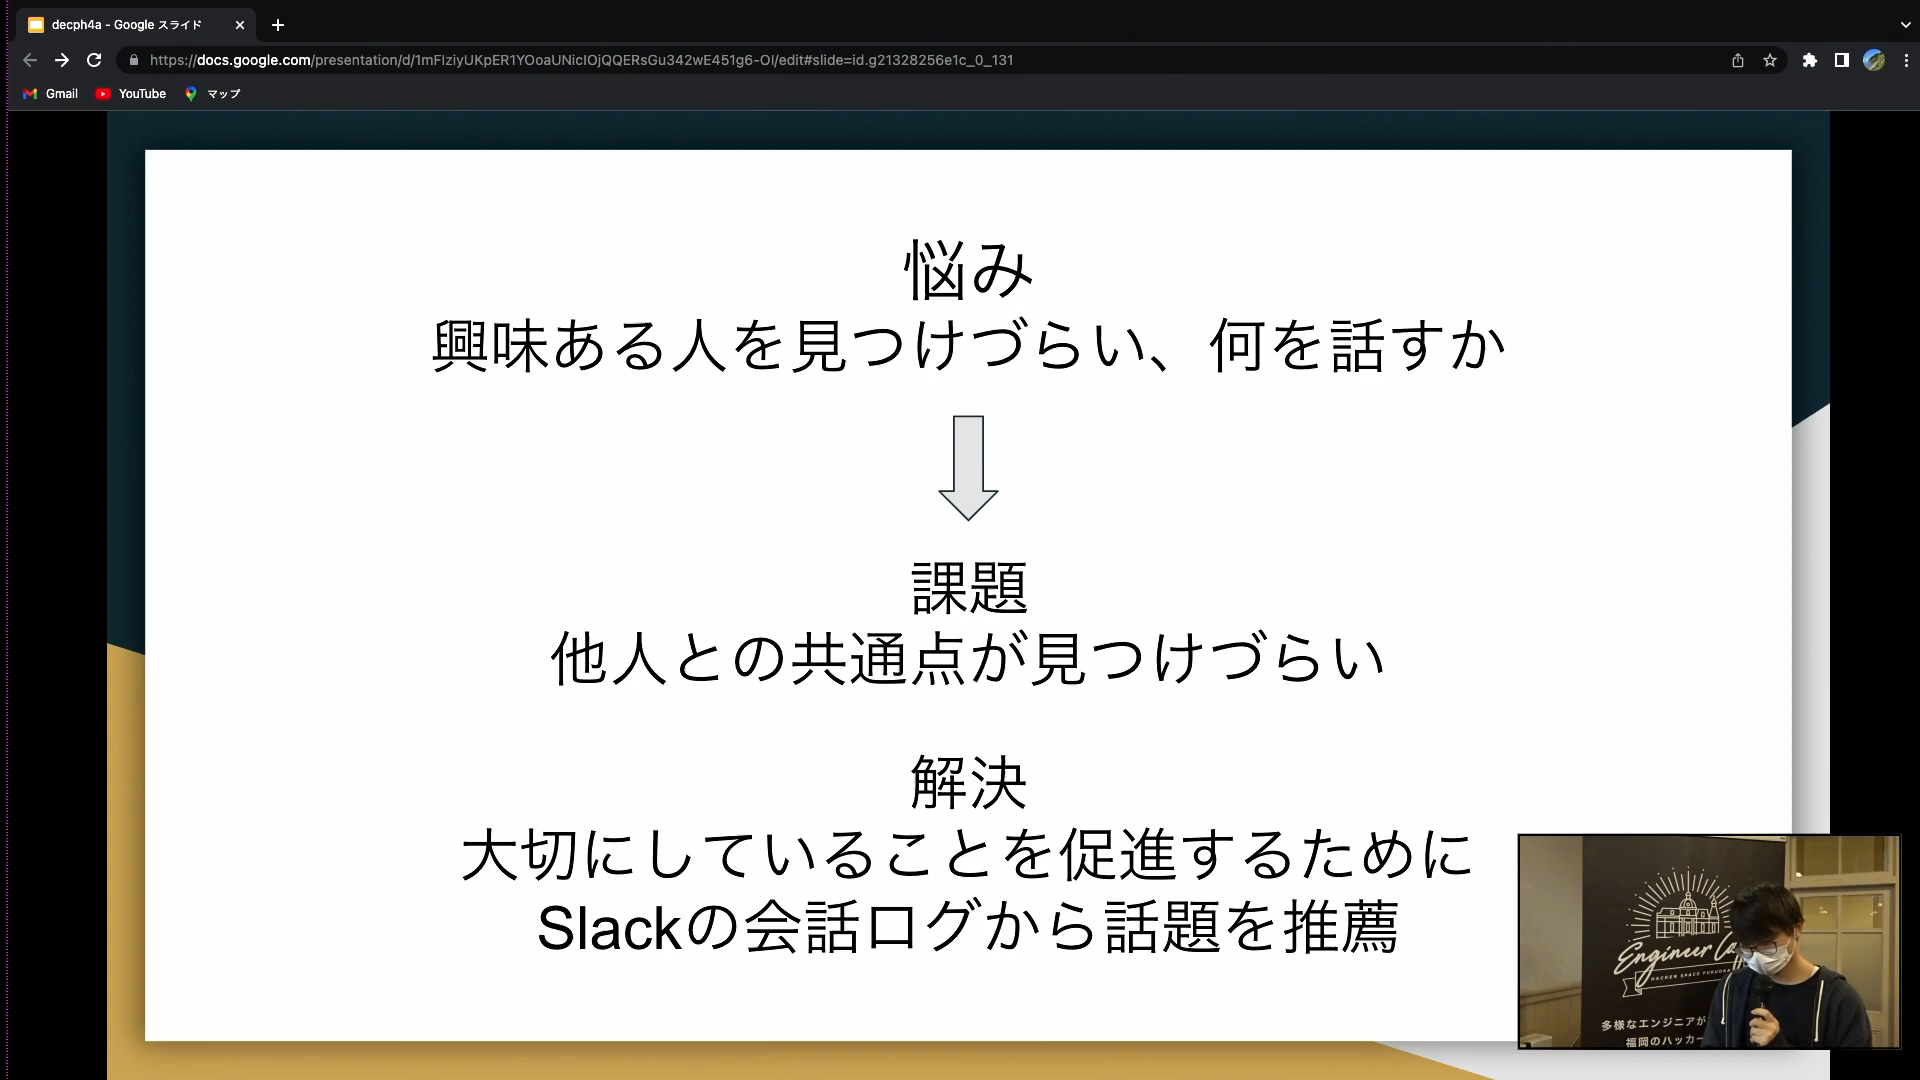 decph4a - Google スライド
https://docs.google.com/presentation/d/1mFIziyUKpER1YOoaUNicIOjQQERsGu342wE451g6-OI/edit#slide=id.g21328256e1c_0_131
Gmail YouTube マップ
悩み
興味ある人を見つけづらい、何を話すか
課題
他人との共通点が見つけづらい
解決
大切にしていることを促進するために
Slackの会話ログから話題を推薦
Engineer
HACKER SPACE FUKUOKA
多様なエンジニアが
福岡のハッカー